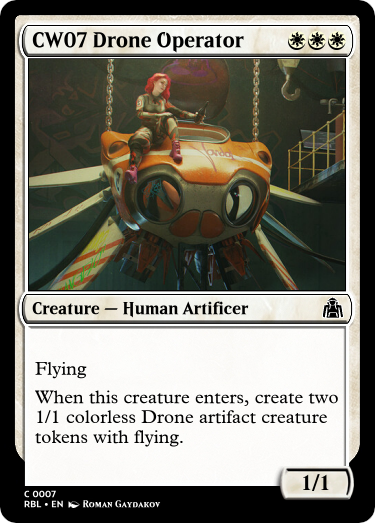 CW07 Drone Operator
Creature — Human Artificer
Flying
When this creature enters, create two
1/1 colorless Drone artifact creature
tokens with flying.
1/1
C 0007
RBL • EN Roman Gaydakov